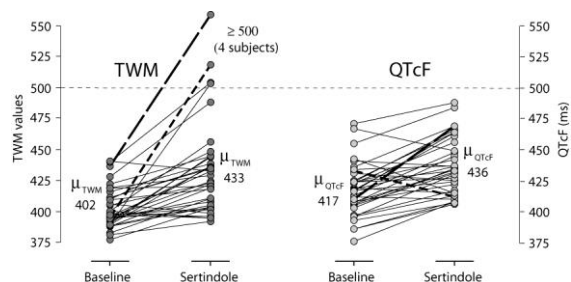 550
525
500
475
450
425
400
375
TWM values
TWM
≥ 500
(4 subjects)
μTWM
402
μTWM
433
Baseline
Sertindole
QTcF
μQTcF
417
μQTcF
436
Baseline
Sertindole
550
525
500
475
450
425
400
375
QTcF (ms)